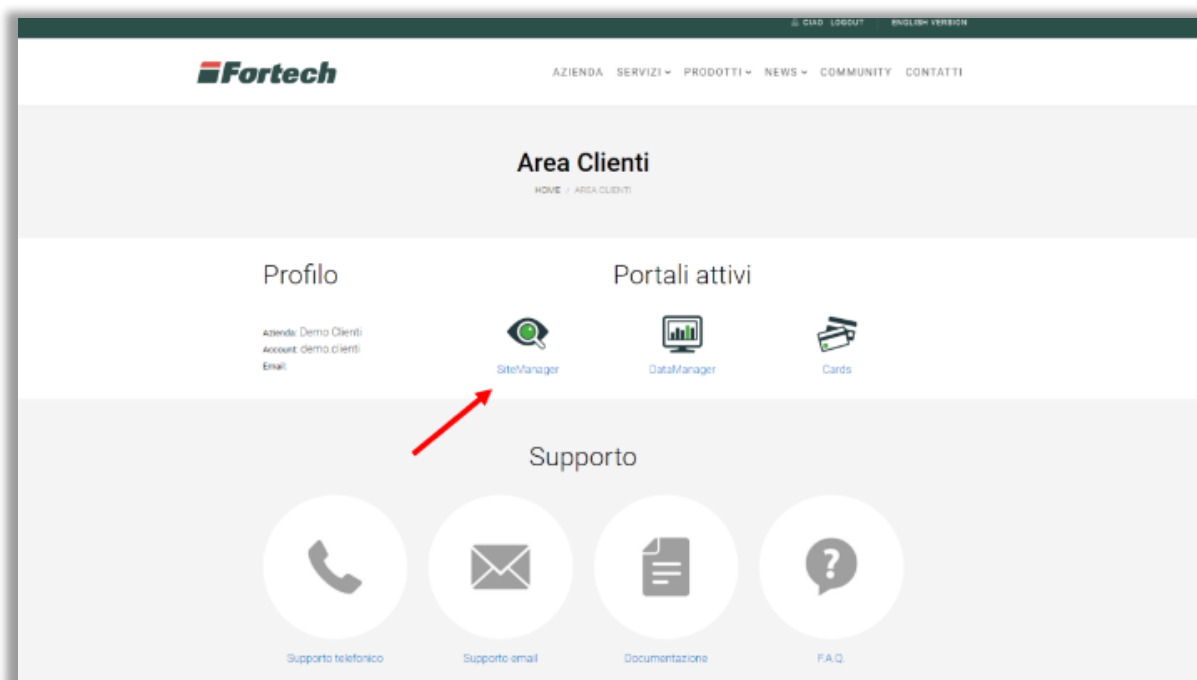 CIAO LOGOUT ENGLISH VERSION
Fortech
AZIENDA SERVIZI PRODOTTI NEWS COMMUNITY CONTATTI
Area Clienti
HOME / AREA CLIENTI
Profilo
Portali attivi
Azienda: Demo Clienti
Account: demo.clienti
Email:
SiteManager
DataManager
Cards
Supporto
Supporto telefonico
Supporto email
Documentazione
F.A.Q.